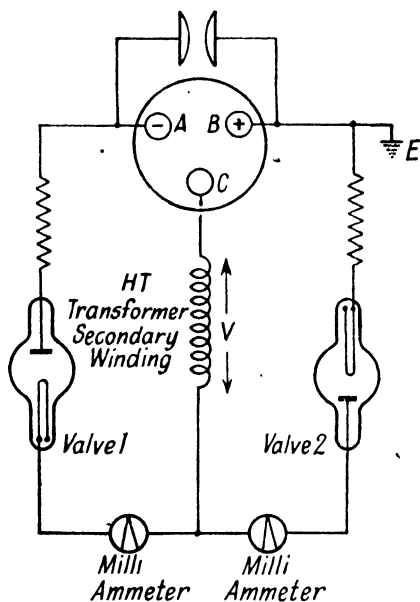 - A B +
E
C
HT
Transformer
Secondary
Winding
V
Valve 1
Valve 2
Milli
Ammeter
Milli
Ammeter